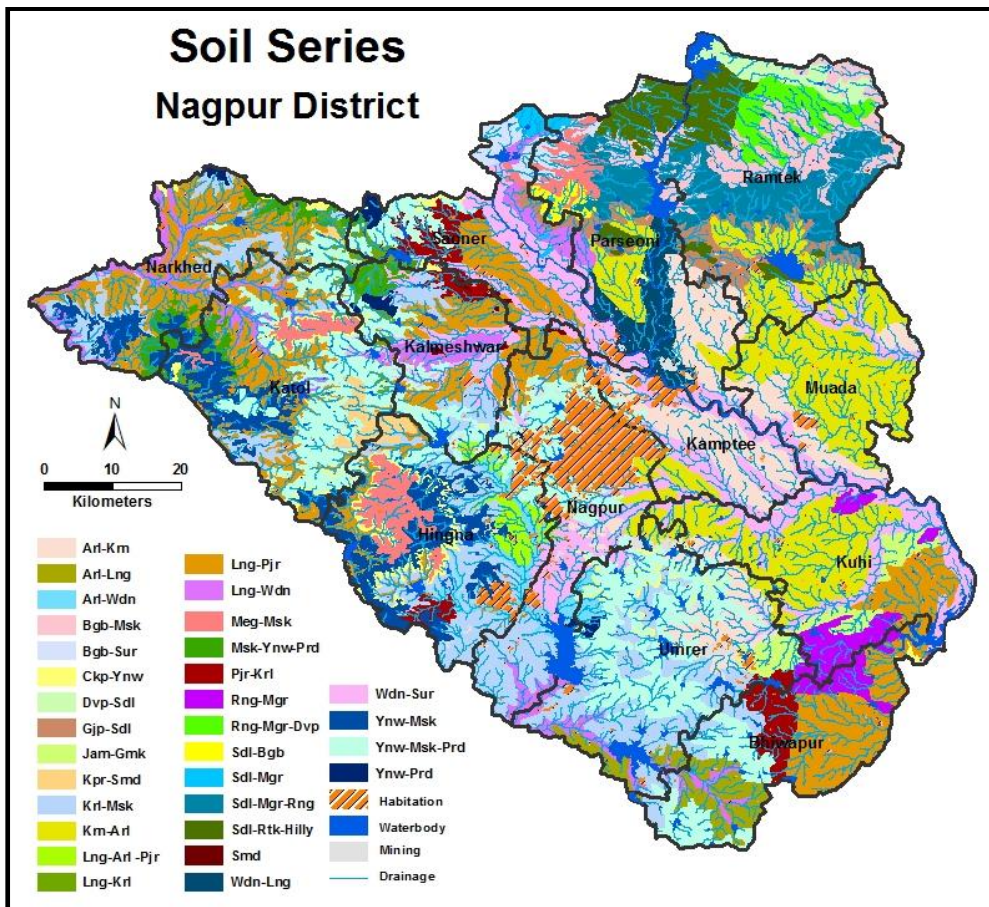 Soil Series
Nagpur District
Ramtek
Saoner
Parseoni
Narkhed
Kalmeshwar
Muada
Katol
Kamptee
N
0 10 20
Kilometers
Nagpur
Hingna
Kuhi
Umrer
Bhiwapur
Arl-Krn
Arl-Lng
Arl-Wdn
Bgb-Msk
Bgb-Sur
Ckp-Ynw
Dvp-Sdl
Gjp-Sdl
Jam-Gmk
Kpr-Smd
Krl-Msk
Krn-Arl
Lng-Arl -Pjr
Lng-Krl
Lng-Pjr
Lng-Wdn
Meg-Msk
Msk-Ynw-Prd
Pjr-Krl
Rng-Mgr
Rng-Mgr-Dvp
Sdl-Bgb
Sdl-Mgr
Sdl-Mgr-Rng
Sdl-Rtk-Hilly
Smd
Wdn-Lng
Wdn-Sur
Ynw-Msk
Ynw-Msk-Prd
Ynw-Prd
Habitation
Waterbody
Mining
Drainage